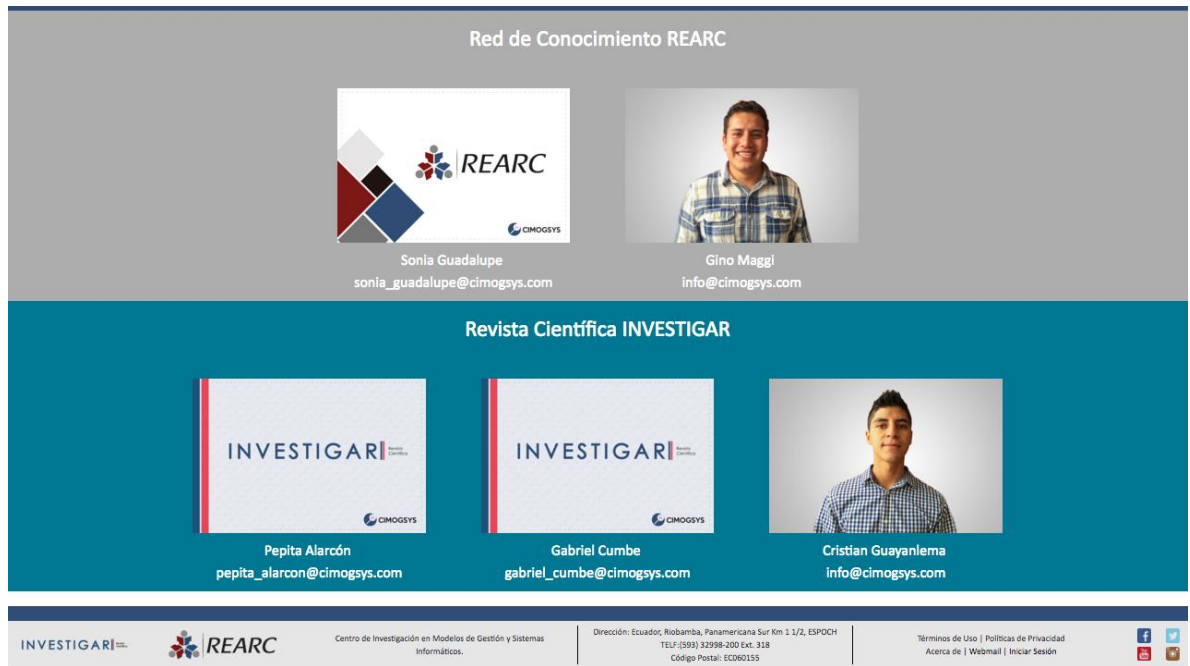 Red de Conocimiento REARC
REARC
CIMOGSYS
Sonia Guadalupe
sonia_guadalupe@cimogsys.com
Gino Maggi
info@cimogsys.com
Revista Científica INVESTIGAR
INVESTIGAR
Revista
Científica
CIMOGSYS
INVESTIGAR
Revista
Científica
CIMOGSYS
Pepita Alarcón
pepita_alarcon@cimogsys.com
Gabriel Cumbe
gabriel_cumbe@cimogsys.com
Cristian Guayanlema
info@cimogsys.com
INVESTIGAR
REARC
Centro de Investigación en Modelos de Gestión y Sistemas
Informáticos.
Dirección: Ecuador, Riobamba, Panamericana Sur Km 1 1/2, ESPOCH
TELF:(593) 32998-200 Ext. 318
Código Postal: EC060155
Términos de Uso | Políticas de Privacidad
Acerca de | Webmail | Iniciar Sesión